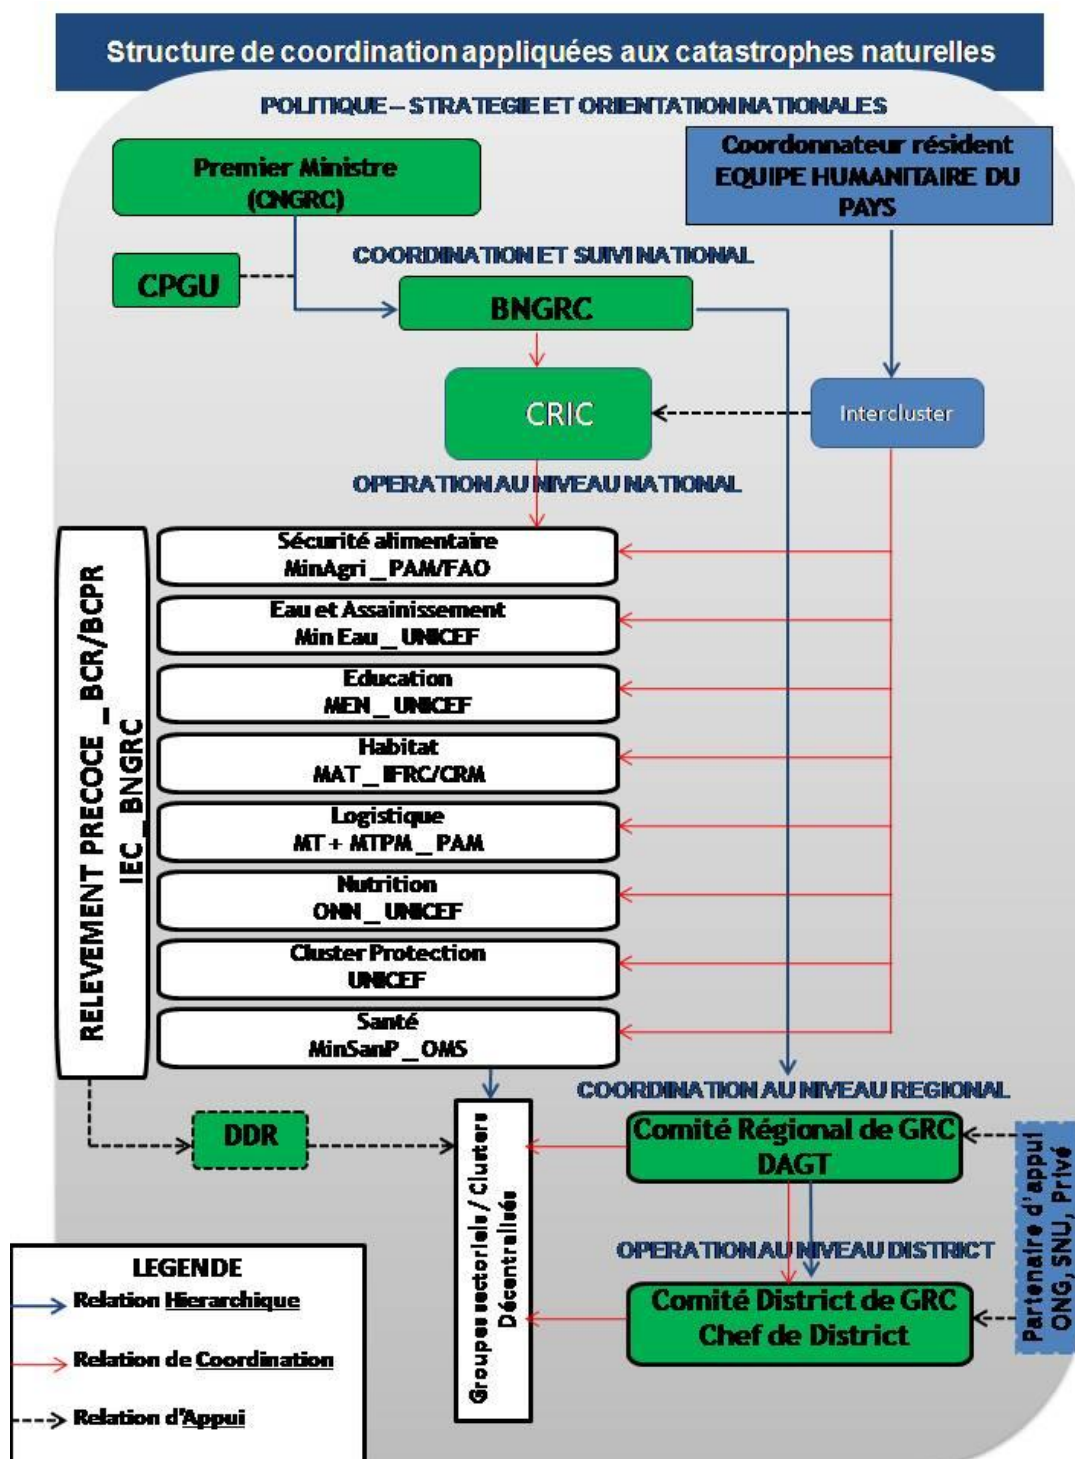 Structure de coordination appliquées aux catastrophes naturelles
POLITIQUE – STRATEGIE ET ORIENTATION NATIONALES
Premier Ministre
(CNGRC)
Coordonnateur résident
EQUIPE HUMANITAIRE DU
PAYS
COORDINATION ET SUIVI NATIONAL
CPGU
BNGRC
CRIC
Intercluster
OPERATION AU NIVEAU NATIONAL
RELEVEMENT PRECOCE _ BCR/BCPR
IEC _ BNGRC
Sécurité alimentaire
MinAgri _ PAM/FAO
Eau et Assainissement
Min Eau _ UNICEF
Education
MEN _ UNICEF
Habitat
MAT _ IFRC/CRM
Logistique
MT + MTPM _ PAM
Nutrition
ONN _ UNICEF
Cluster Protection
UNICEF
Santé
MinSanP _ OMS
COORDINATION AU NIVEAU REGIONAL
DDR
Groupes sectoriels / Clusters
Décentralisés
Comité Régional de GRC
DAGT
Partenaire d'appui
ONG, SNU, Privé
OPERATION AU NIVEAU DISTRICT
Comité District de GRC
Chef de District
LEGENDE
Relation Hierarchique
Relation de Coordination
Relation d'Appui